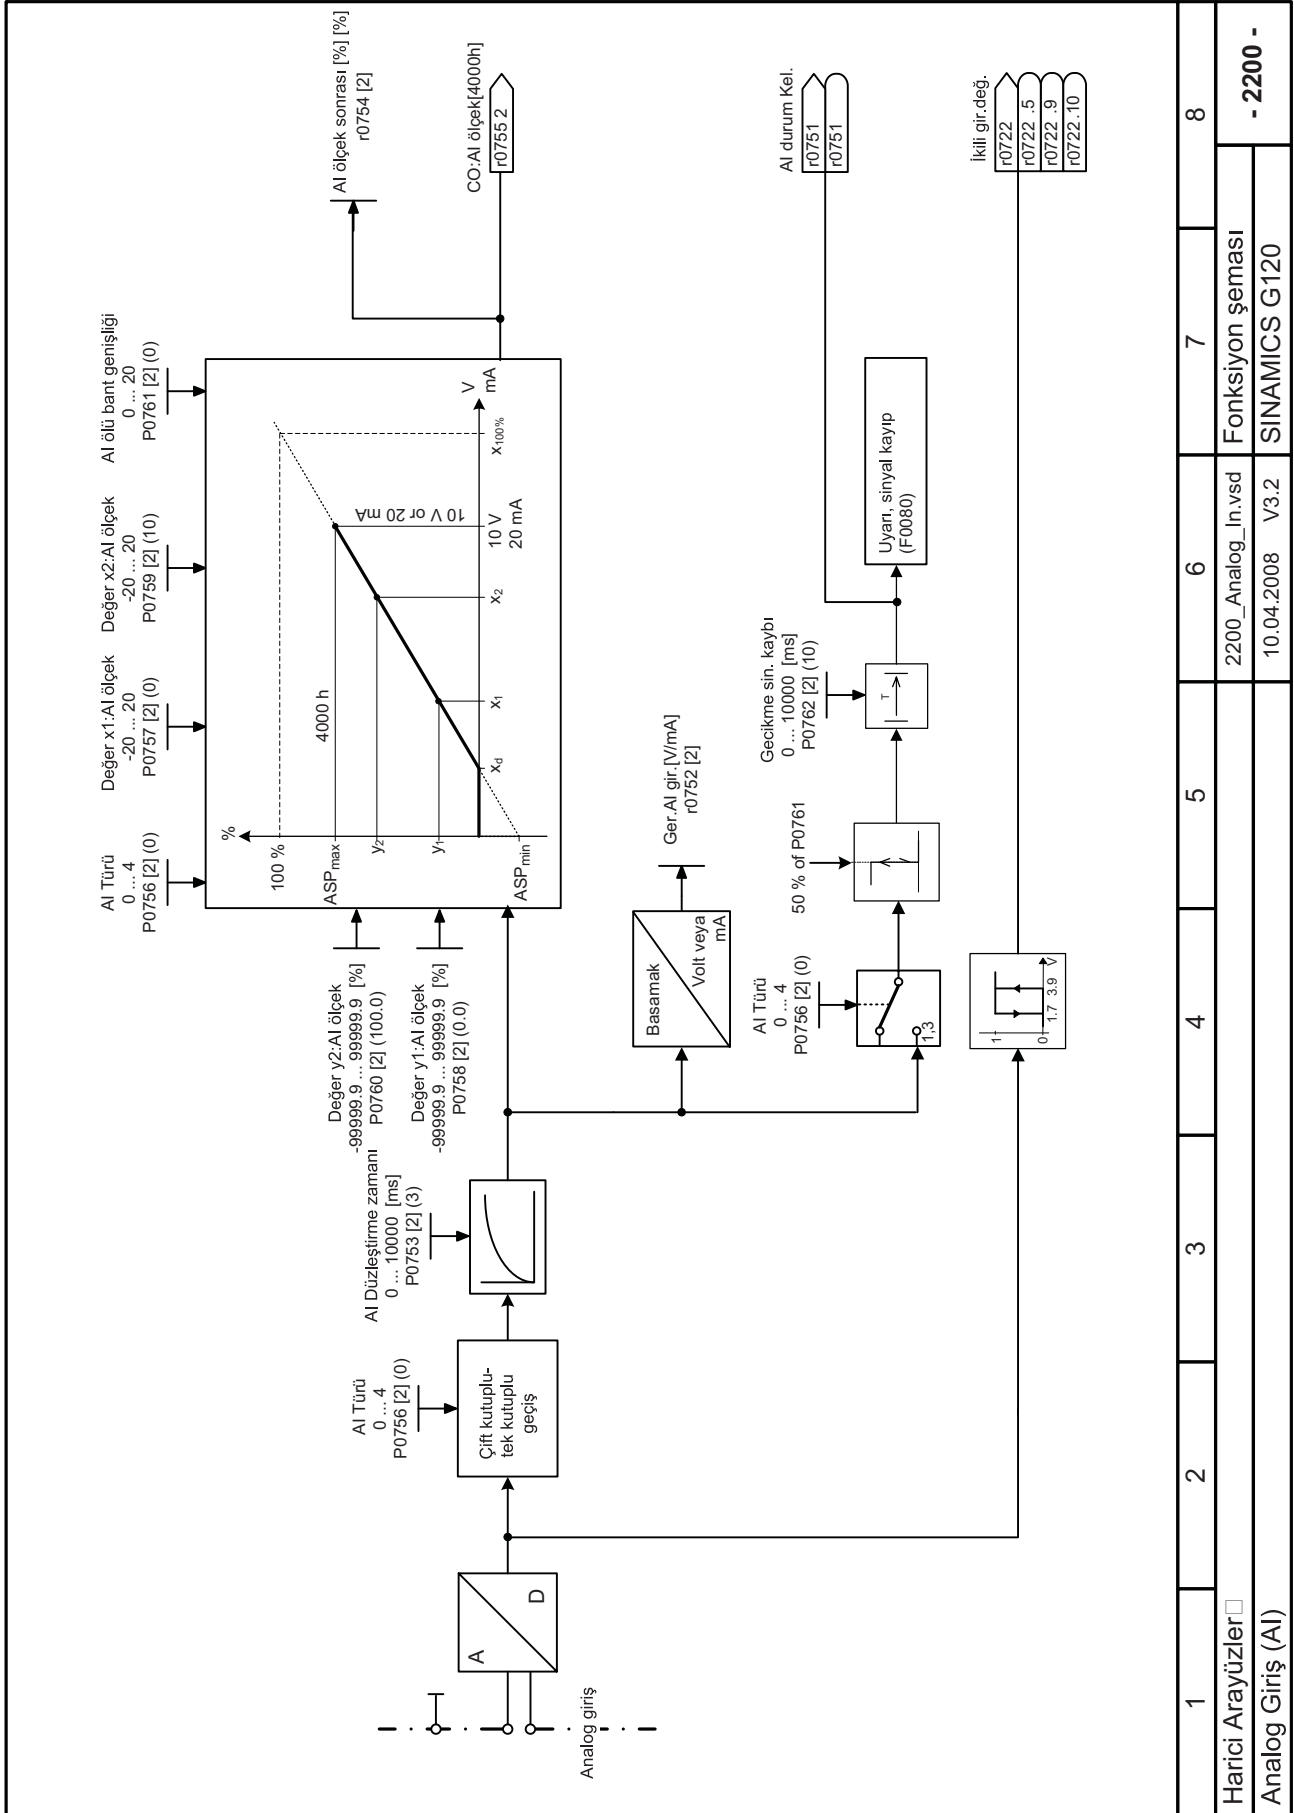 AI Türü
0 ... 4
P0756 [2] (0)
Değer x1:AI ölçek
-20 ... 20
P0757 [2] (0)
Değer x2:AI ölçek
-20 ... 20
P0759 [2] (10)
AI ölü bant genişliği
0 ... 20
P0761 [2] (0)
AI ölçek sonrası [%] [%]
r0754 [2]
CO:AI ölçek[4000h]
r0755 2
%
100 %
ASPmax
y2
y1
ASPmin
4000 h
10 V or 20 mA
xd
x1
x2
10 V
20 mA
x100%
V
mA
Değer y2:AI ölçek
-99999.9 ... 99999.9 [%]
P0760 [2] (100.0)
Değer y1:AI ölçek
-99999.9 ... 99999.9 [%]
P0758 [2] (0.0)
AI Düzleştirme zamanı
0 ... 10000 [ms]
P0753 [2] (3)
AI Türü
0 ... 4
P0756 [2] (0)
Çift kutuplu-
tek kutuplu
geçiş
A
D
Analog giriş
Basamak
Volt veya
mA
Ger.AI gir.[V/mA]
r0752 [2]
AI Türü
0 ... 4
P0756 [2] (0)
1,3
50 % of P0761
Gecikme sin. kaybı
0 ... 10000 [ms]
P0762 [2] (10)
T
Uyarı, sinyal kayıp
(F0080)
AI durum Kel.
r0751
r0751
1
0
1.7 3.9 V
İkili gir.değ.
r0722
r0722 .5
r0722 .9
r0722.10
1 2 3 4 5 6 7 8
Harici Arayüzler
2200_Analog_In.vsd
Fonksiyon şeması
- 2200 -
Analog Giriş (AI)
10.04.2008 V3.2
SINAMICS G120